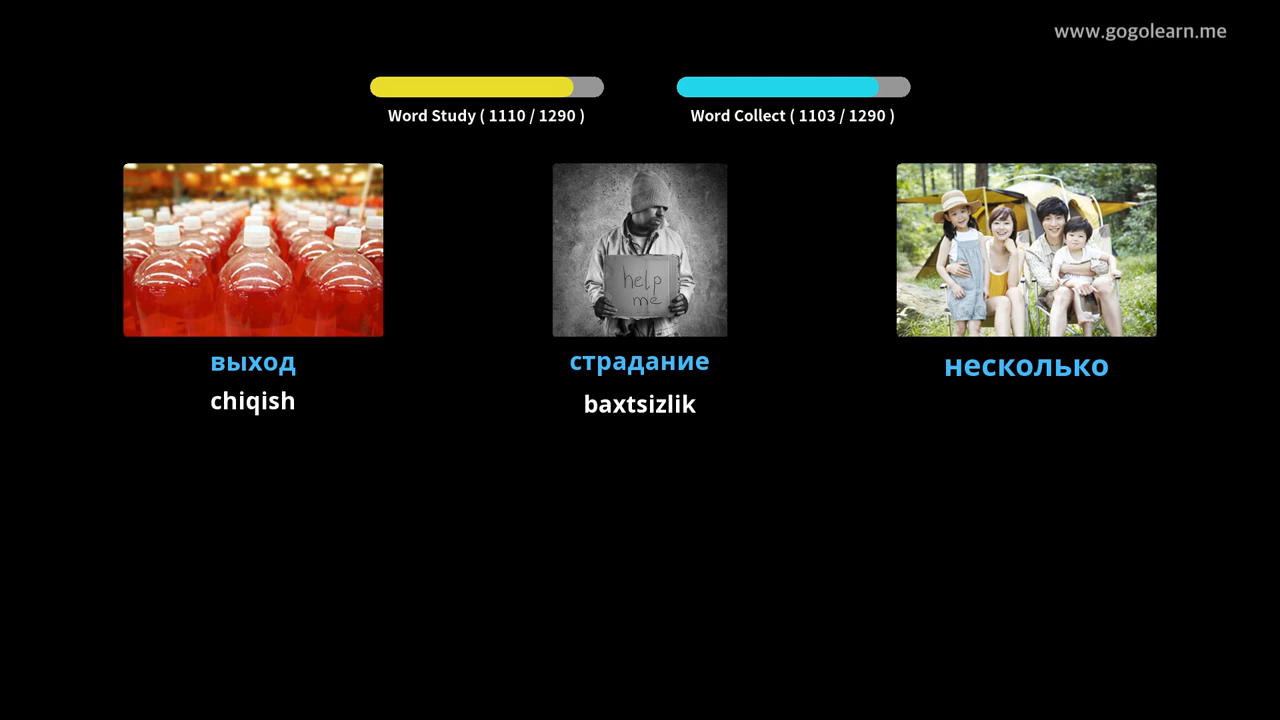 www.gogolearn.me
Word Study ( 1110 / 1290 )
Word Collect ( 1103 / 1290 )
help
me
выход
страдание
несколько
chiqish
baxtsizlik